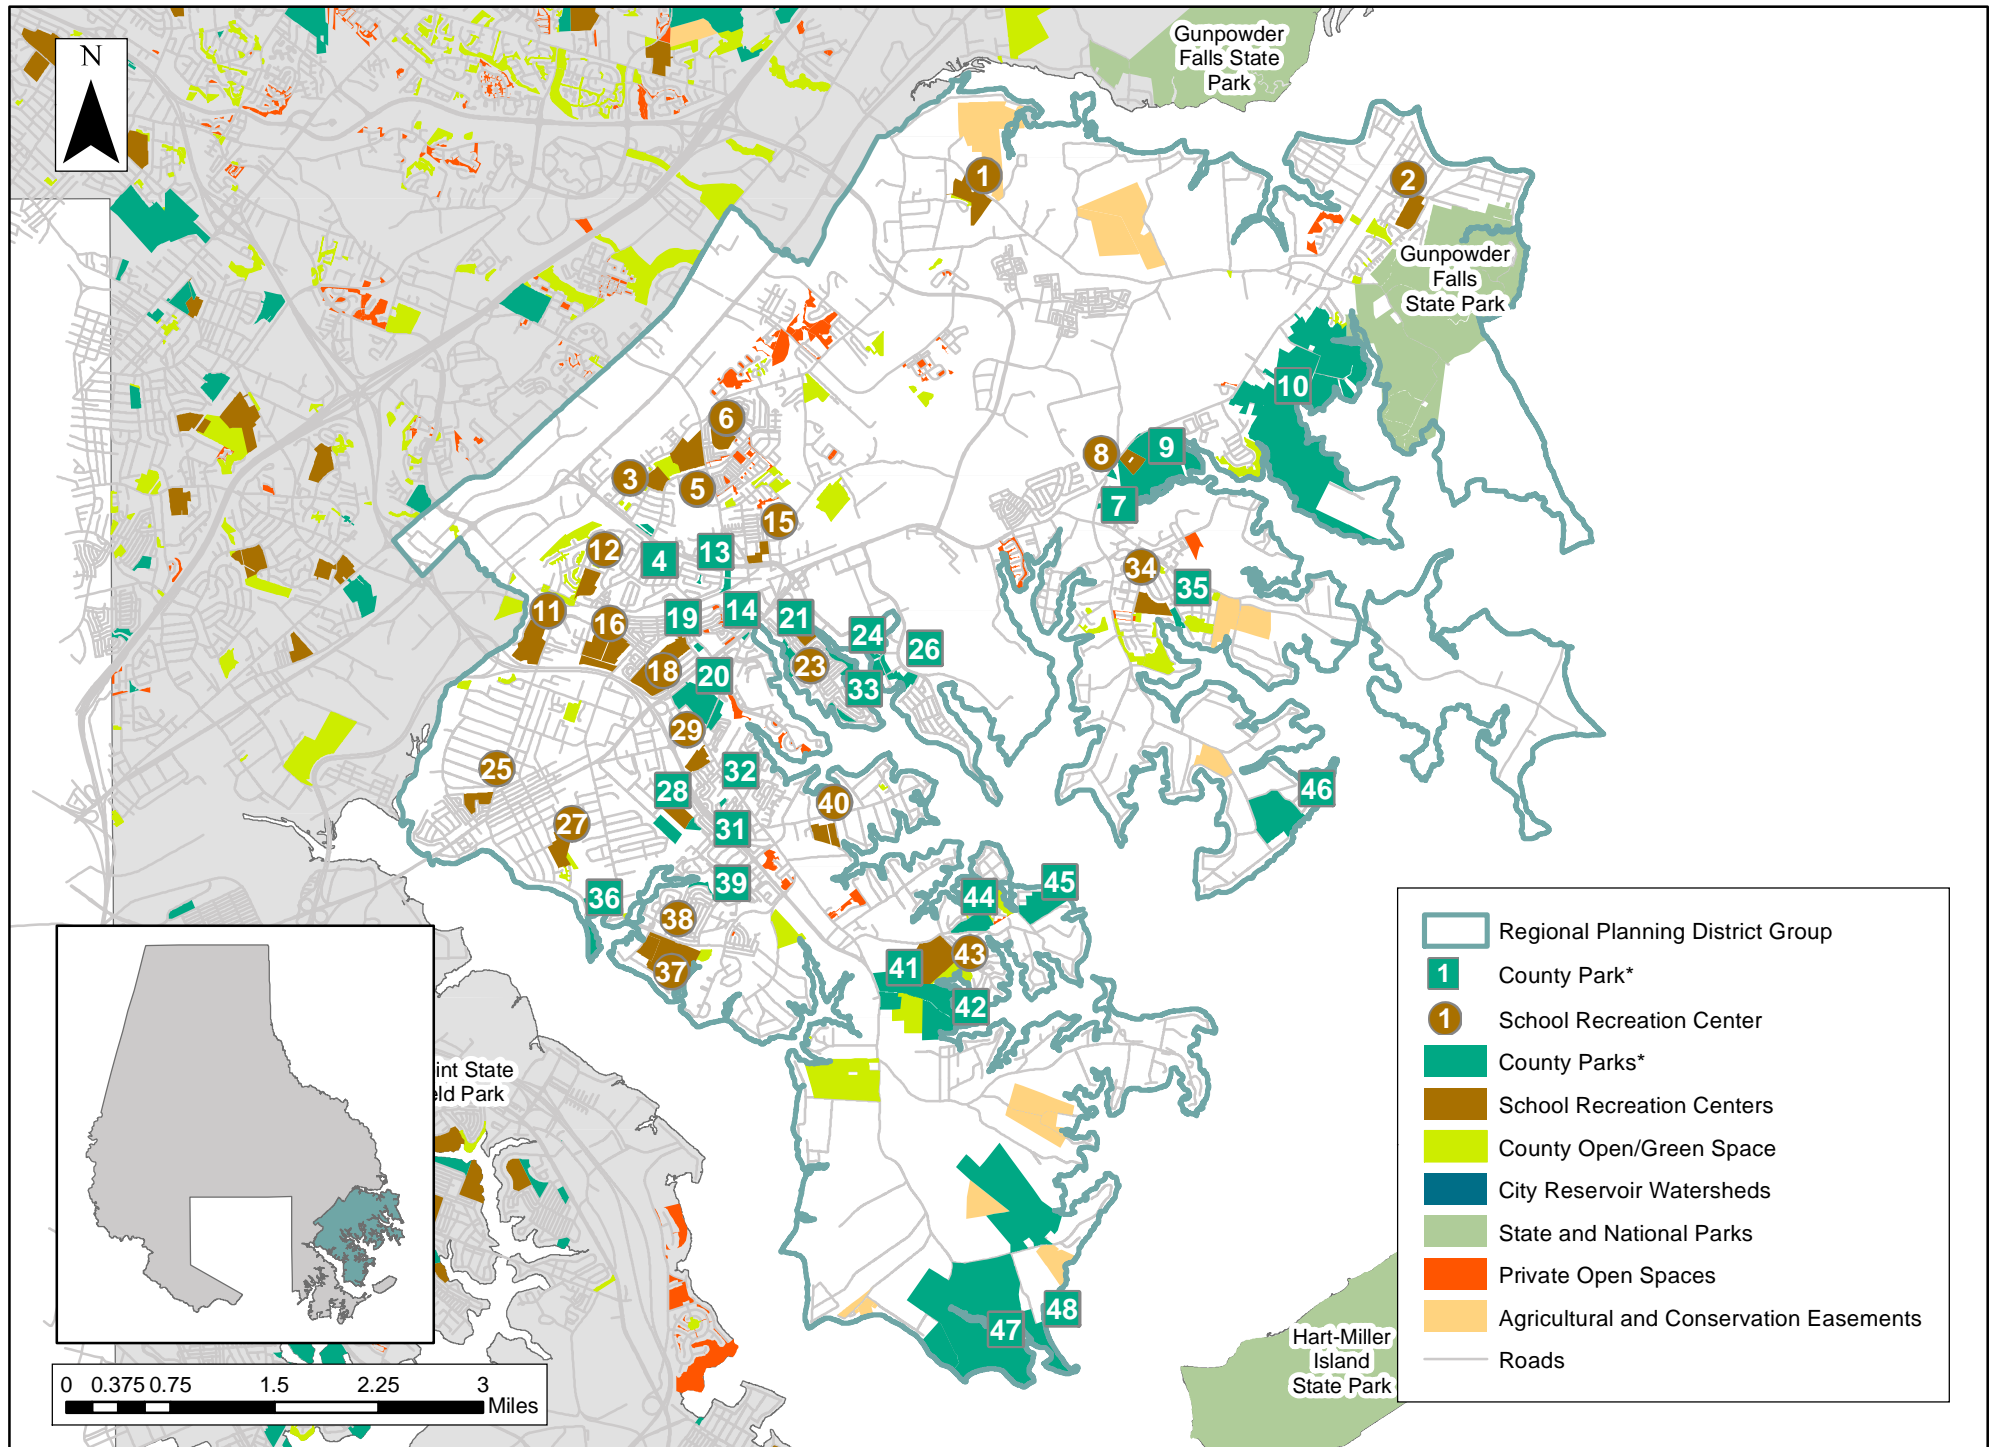 Gunpowder
Falls State
Park
N
1
2
Gunpowder
Falls
State Park
10
6
9
8
3
5
7
15
12
13
4
34
35
11
16
19
14
21
24
26
18
20
23
33
29
25
32
28
46
40
27
31
39
36
44
45
38
43
41
37
42
int State
eld Park
48
47
Hart-Miller
Island
State Park
Regional Planning District Group
1 County Park*
1 School Recreation Center
County Parks*
School Recreation Centers
County Open/Green Space
City Reservoir Watersheds
State and National Parks
Private Open Spaces
Agricultural and Conservation Easements
Roads
0 0.375 0.75 1.5 2.25 3
Miles